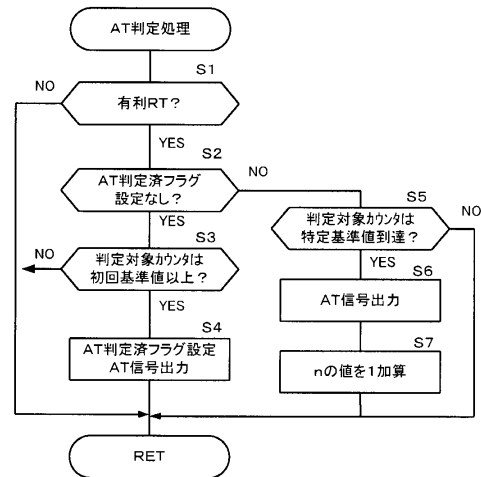 AT判定処理
S1
NO
有利RT?
YES
S2
AT判定済フラグ
設定なし?
NO
YES
S3
NO
判定対象カウンタは
初回基準値以上?
YES
S4
AT判定済フラグ設定
AT信号出力
S5
判定対象カウンタは
特定基準値到達?
NO
YES
S6
AT信号出力
S7
nの値を1加算
RET